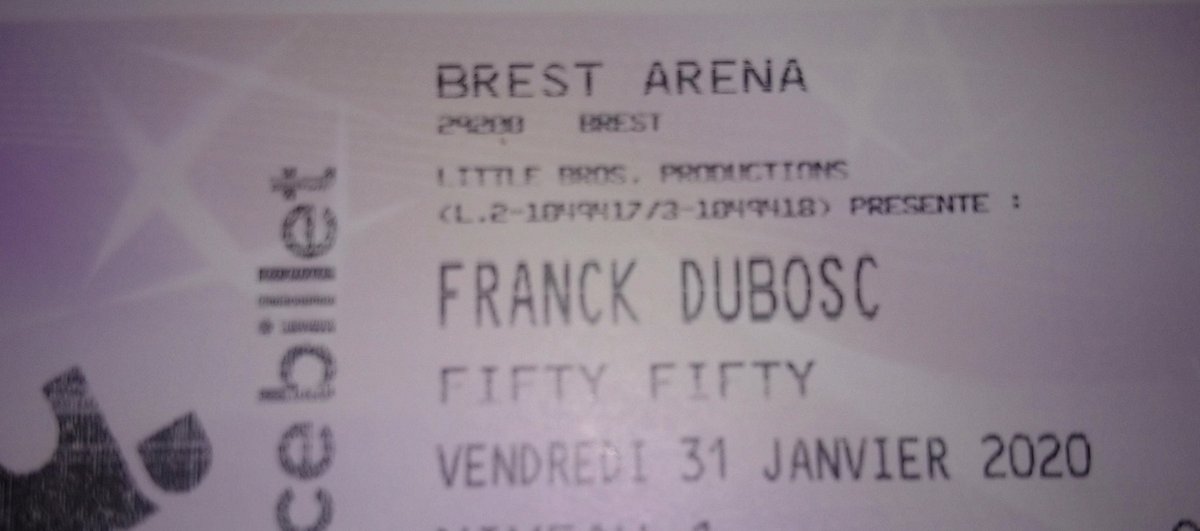 BREST ARENA
29200 BREST
LITTLE BROS. PRODUCTIONS
(L.2-1049417/3-1049418) PRESENTE :
FRANCK DUBOSC
FIFTY FIFTY
VENDREDI 31 JANVIER 2020
ce billet